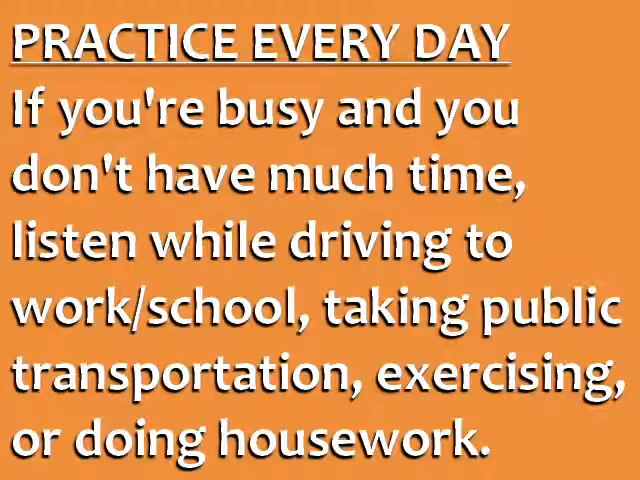 PRACTICE EVERY DAY
If you're busy and you
don't have much time,
listen while driving to
work/school, taking public
transportation, exercising,
or doing housework.